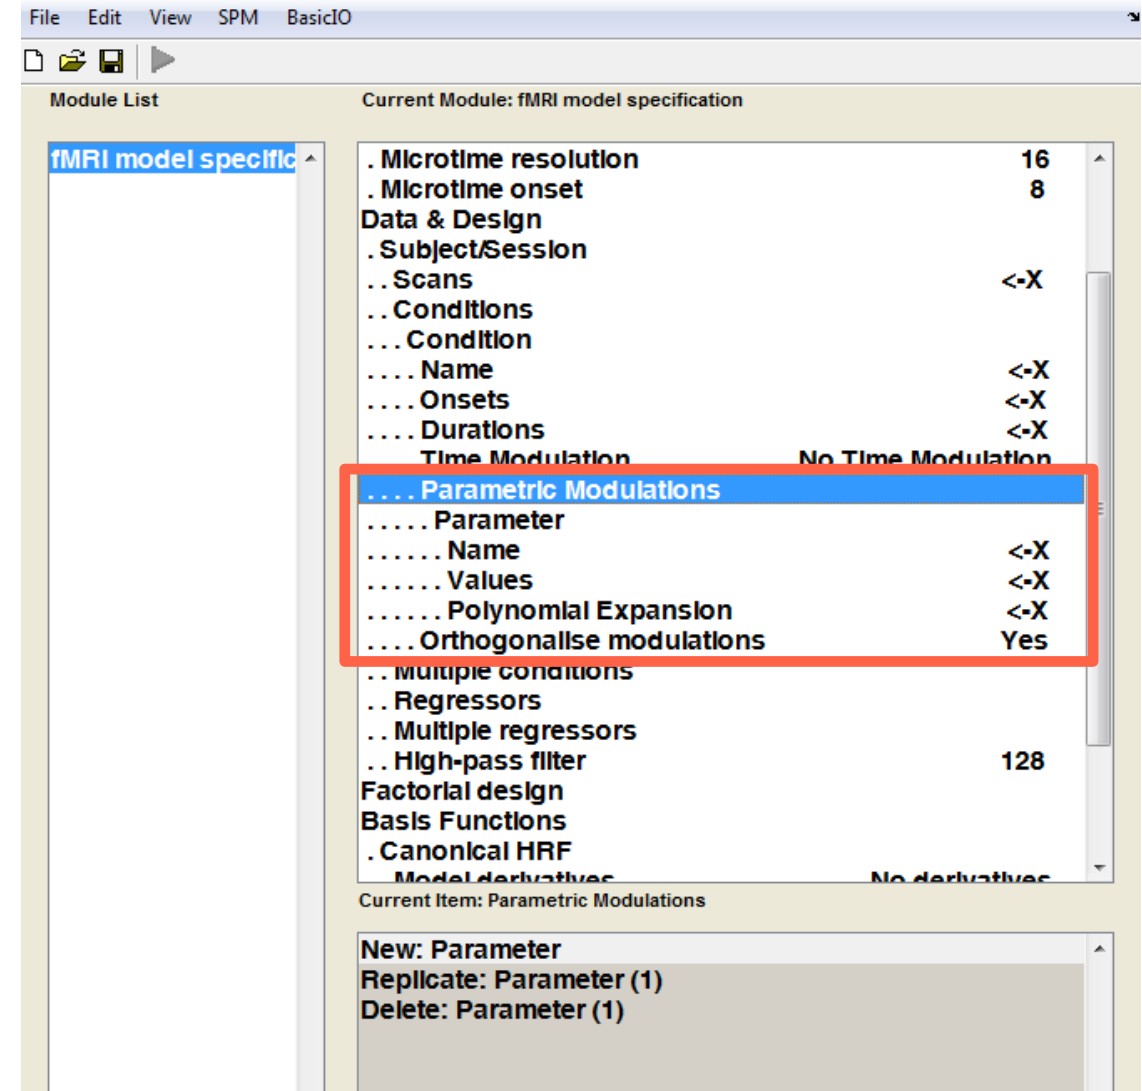 File Edit View SPM BasicIO
Module List
Current Module: fMRI model specification
fMRI model specific
. Microtime resolution 16
. Microtime onset 8
Data & Design
. Subject/Session
. . Scans <-X
. . Conditions
. . . Condition
. . . . Name <-X
. . . . Onsets <-X
. . . . Durations <-X
Time Modulation No Time Modulation
. . . . Parametric Modulations
. . . . . Parameter
. . . . . . Name <-X
. . . . . . Values <-X
. . . . . . Polynomial Expansion <-X
. . . . Orthogonalise modulations Yes
. . Multiple conditions
. . Regressors
. . Multiple regressors
. . High-pass filter 128
Factorial design
Basis Functions
. Canonical HRF
Model derivatives No derivatives
Current Item: Parametric Modulations
New: Parameter
Replicate: Parameter (1)
Delete: Parameter (1)